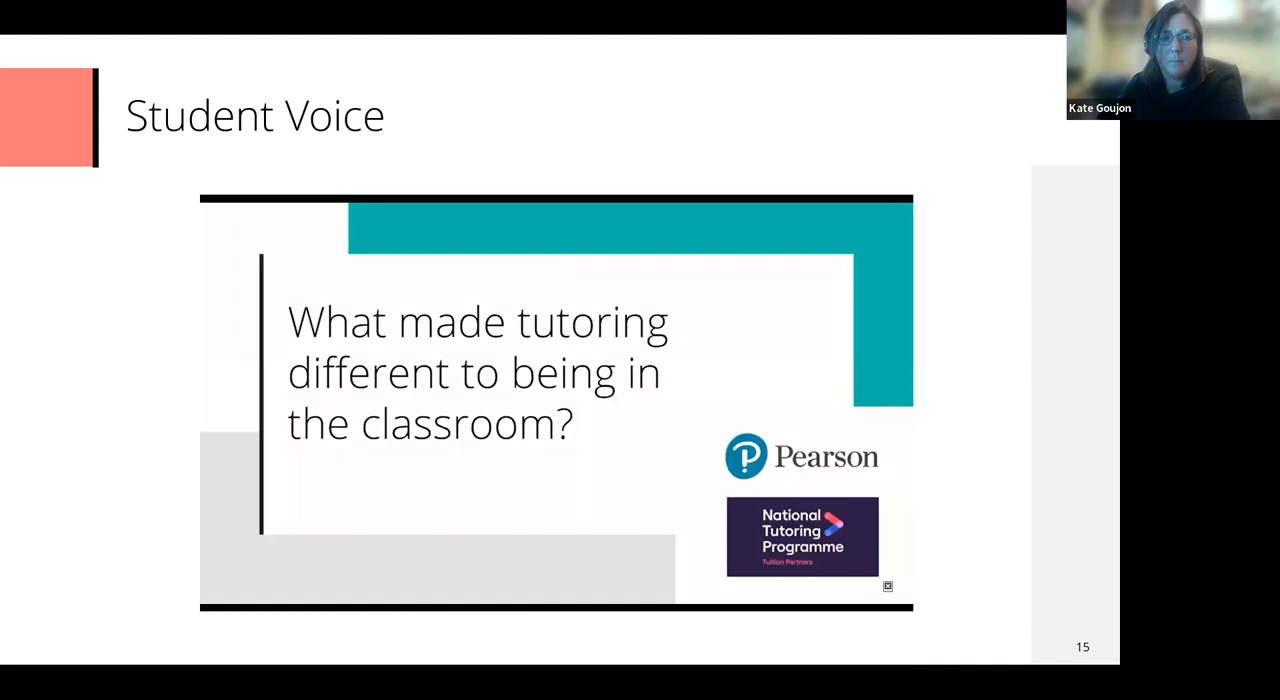 Kate Goujon
Student Voice
What made tutoring
different to being in
the classroom?
Pearson
National
Tutoring
Programme
Tuition Partners
15